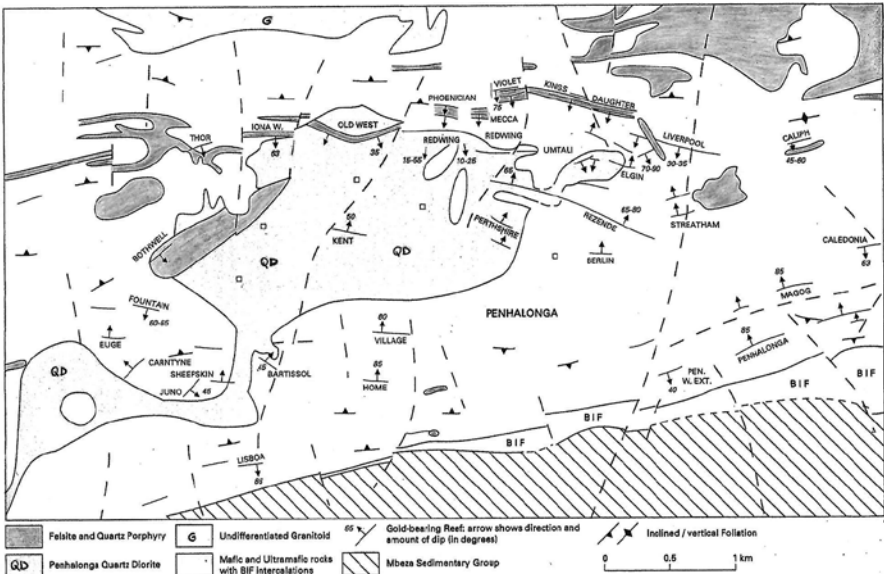 G
VIOLET
75
KINGS
DAUGHTER
PHOENICIAN
MECCA
THOR
IONA W.
63
OLD WEST
35
REDWING
REDWING
15-55
10-25
UMTALI
ELGIN
70-90
LIVERPOOL
30-35
CALIPH
45-60
65
REZENDE
65-80
STREATHAM
PERTHSHIRE
BERLIN
50
KENT
BOTHWELL
QD
QD
CALEDONIA
63
85
MAGOG
FOUNTAIN
60-65
EUGE
PENHALONGA
60
VILLAGE
85
PENHALONGA
CARNTYNE
SHEEFSKIN
JUNO
45
15
BARTISSOL
85
HOME
PEN.
W. EXT.
40
QD
BIF
BIF
BIF
BIF
BIF
LISBOA
85
Felsite and Quartz Porphyry
G
Undifferentiated Granitoid
65
Gold-bearing Reef: arrow shows direction and
amount of dip (in degrees)
Inclined / vertical Foliation
QD
Penhalonga Quartz Diorite
Mafic and Ultramafic rocks
with BIF intercalations
Mbeza Sedimentary Group
0
0.5
1 km